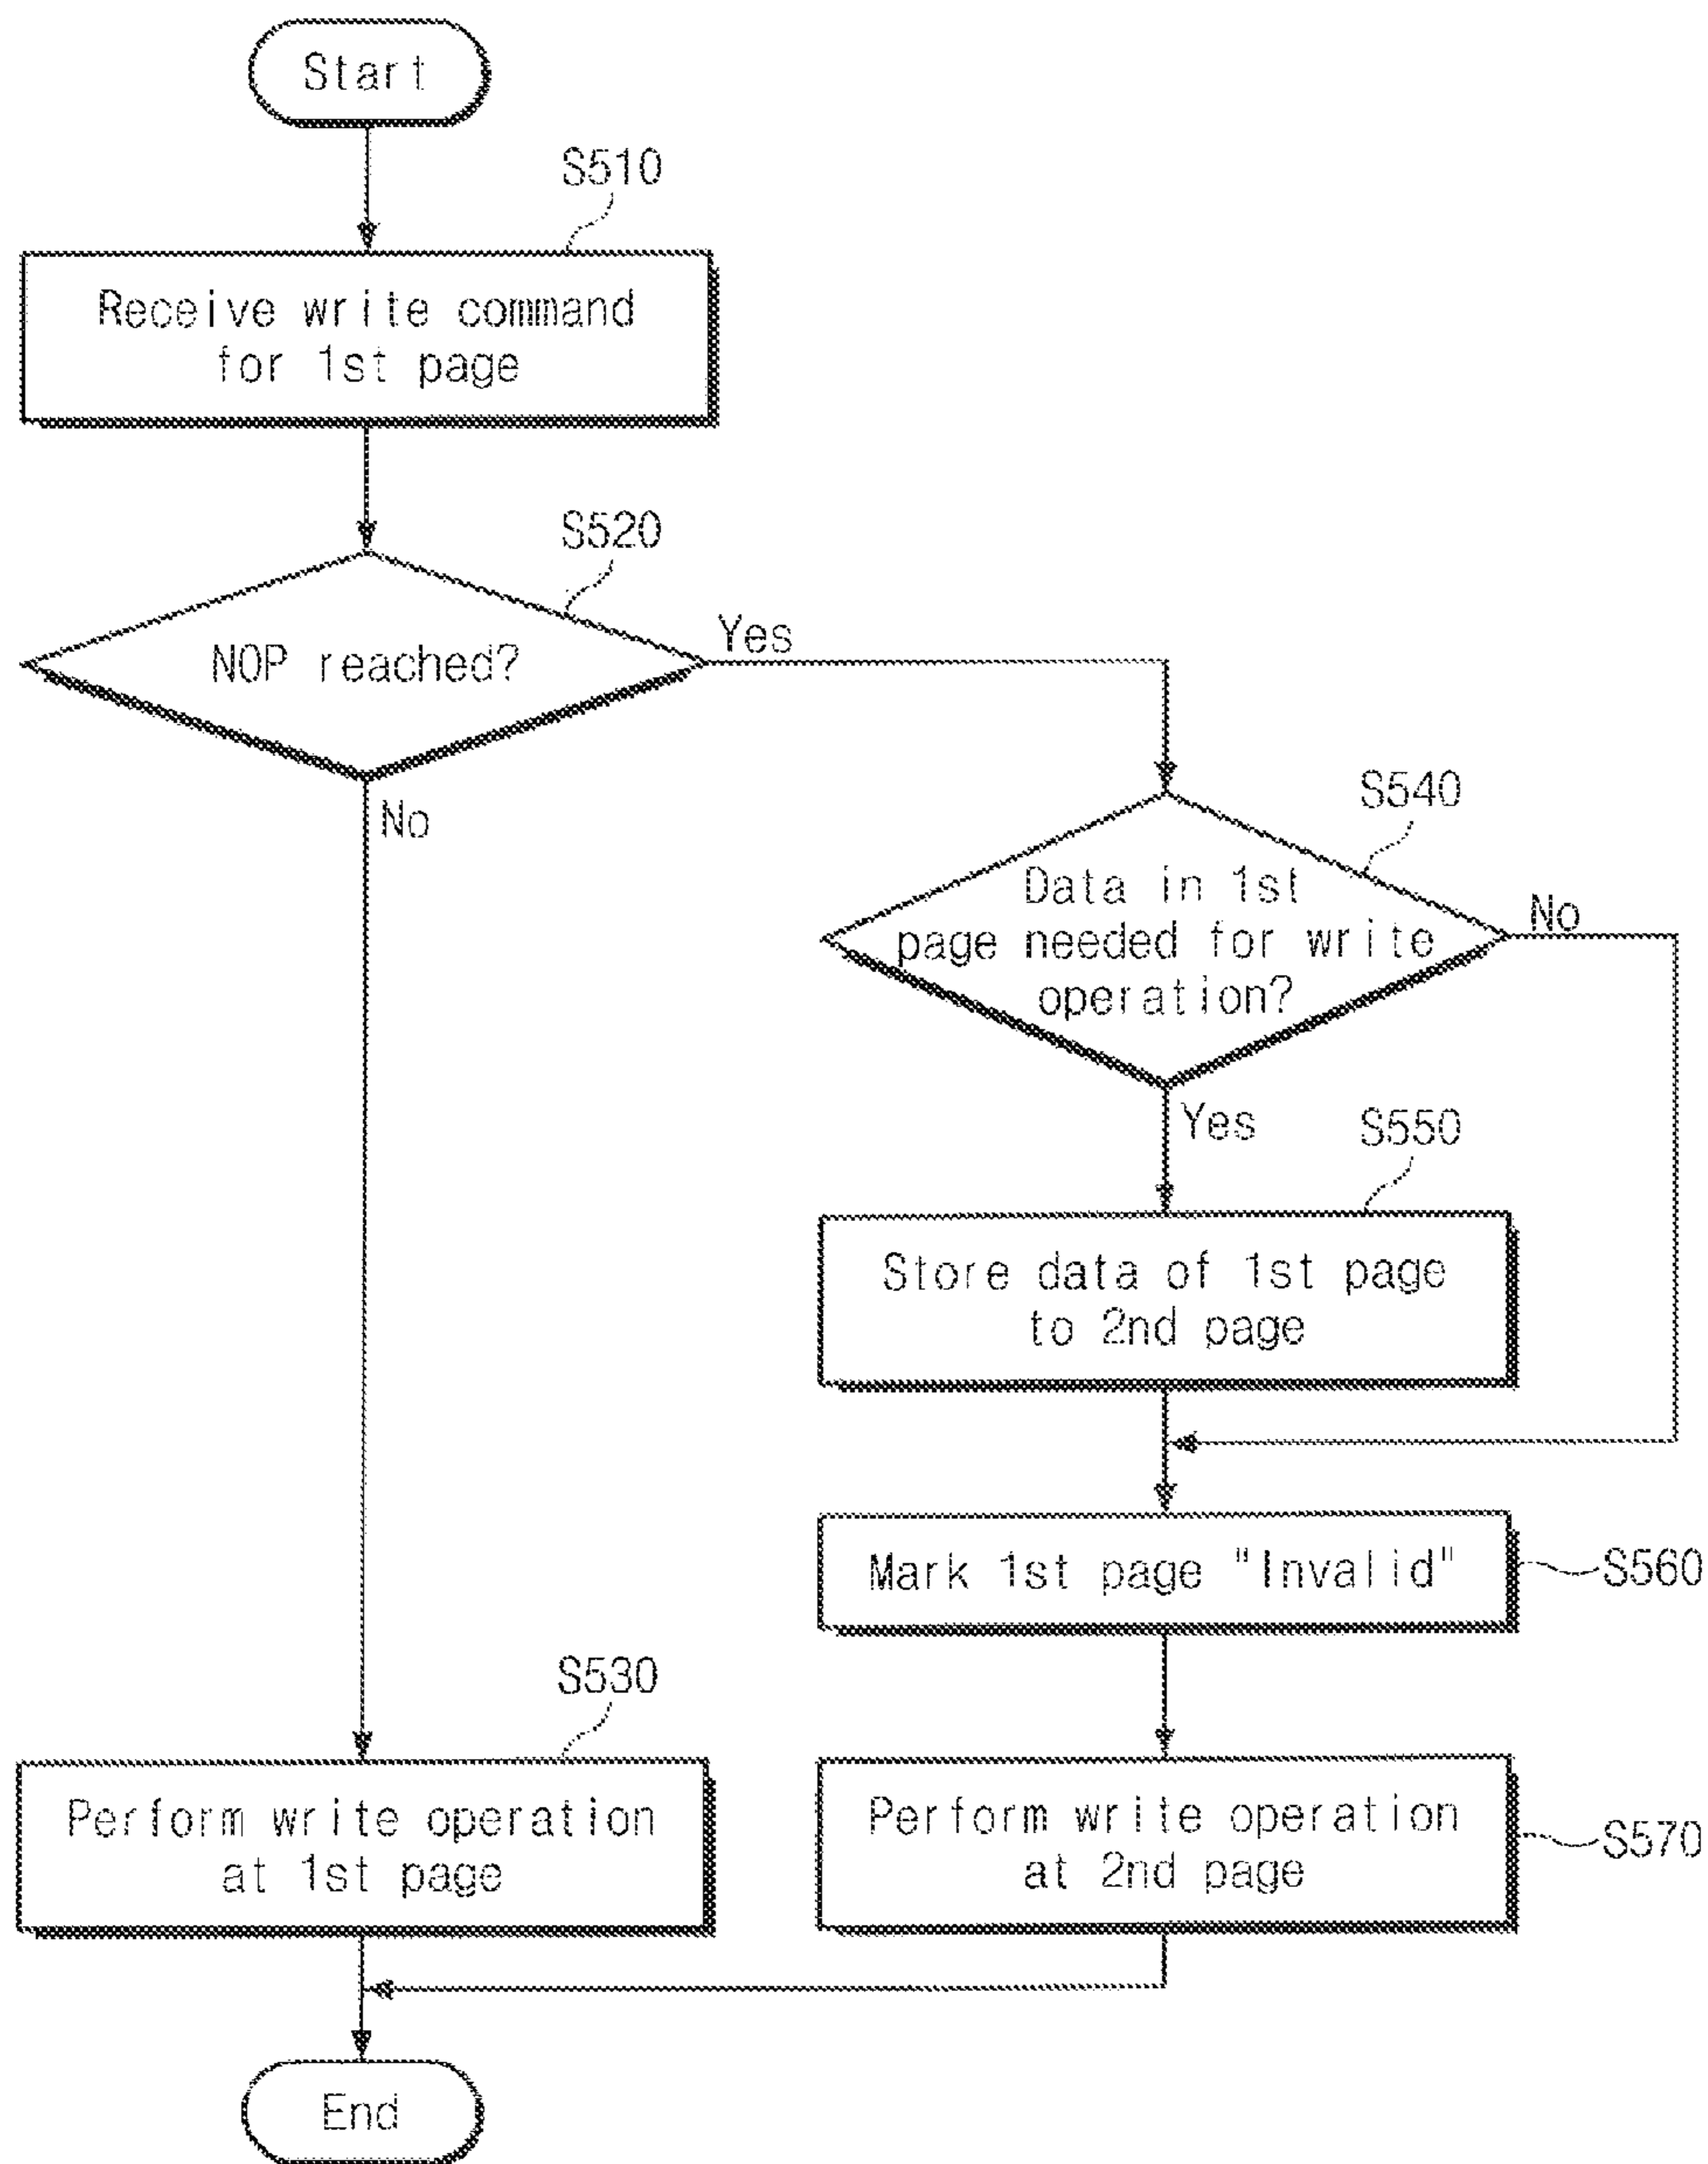 Start
S510
Receive write command
for 1st page
S520
NOP reached?
Yes
No
S540
Data in 1st
page needed for write
operation?
No
Yes
S550
Store data of 1st page
to 2nd page
Mark 1st page "Invalid"
S560
S530
Perform write operation
at 1st page
Perform write operation
at 2nd page
S570
End